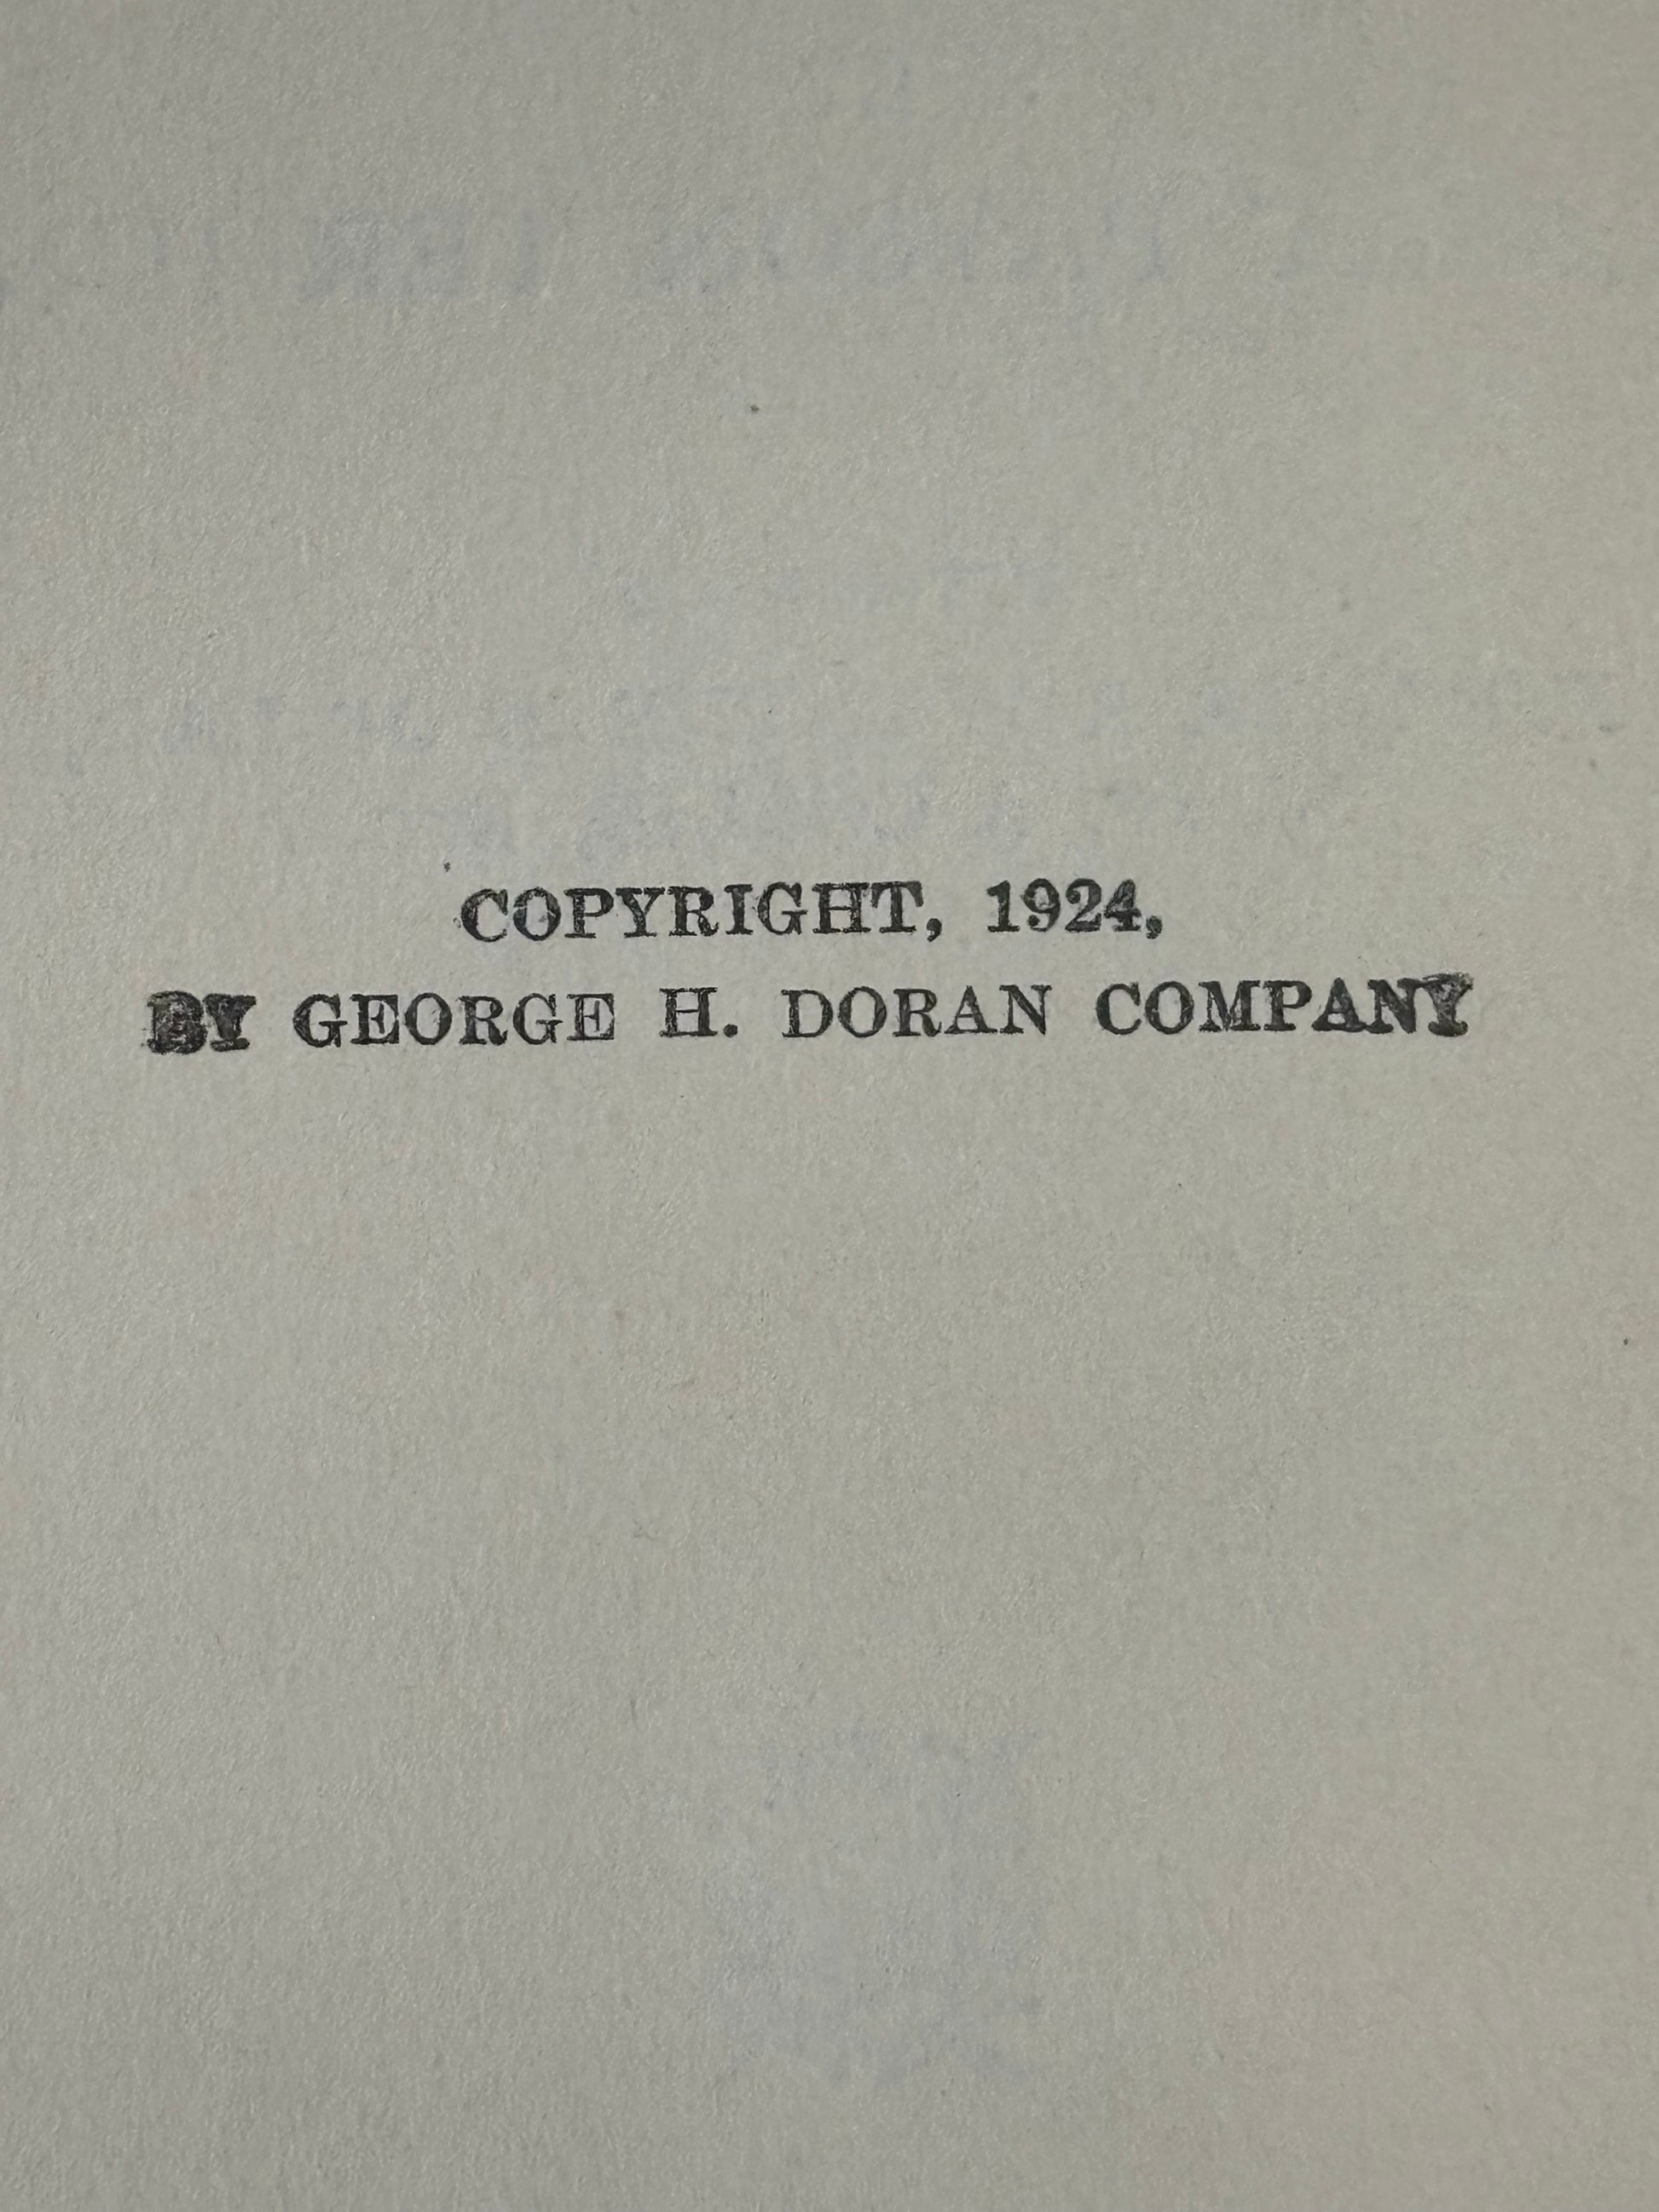 COPYRIGHT, 1924,
BY GEORGE H. DORAN COMPANY